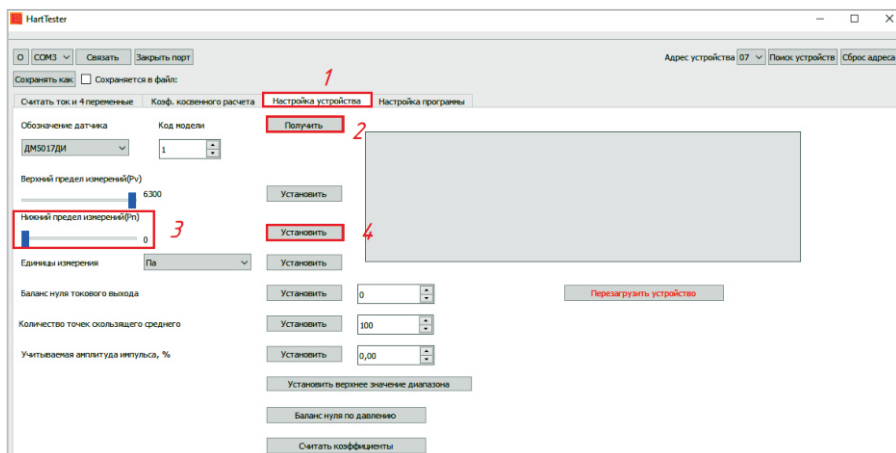 HartTester
О COM3 Связать Закрыть порт Адрес устройства 07 Поиск устройств Сброс адреса
Сохранять как Сохраняется в файл:
1
Считать ток и 4 переменные Коэф. косвенного расчета Настройка устройства Настройка программы
Обозначение датчика Код модели Получить 2
ДМ5017ДИ 1
Верхний предел измерений(Pv)
6300 Установить
Нижний предел измерений(Pn)
0 3 Установить 4
Единицы измерения Па Установить
Баланс нуля токового выхода Установить 0 Перезагрузить устройство
Количество точек скользящего среднего Установить 100
Учитываемая амплитуда импульса, % Установить 0,00
Установить верхнее значение диапазона
Баланс нуля по давлению
Считать коэффициенты